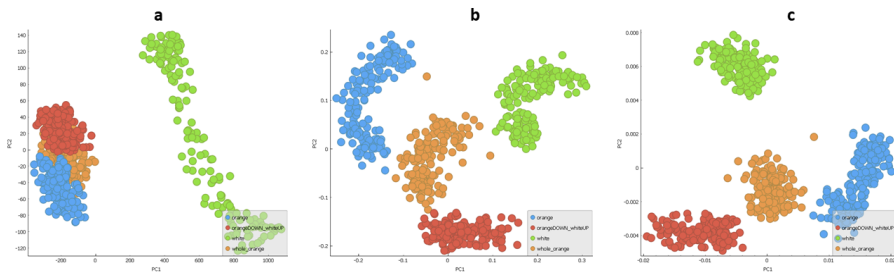 a
b
c
140
120
100
80
60
40
20
0
-20
-40
-60
-80
-100
-120
PC2
-200
0
200
400
600
800
1000
PC1
orange
orangeDOWN_whiteUP
white
whole_orange
0.2
0.1
0
-0.1
-0.2
PC2
-0.2
-0.1
0
0.1
0.2
0.3
PC1
orange
orangeDOWN_whiteUP
white
whole_orange
0.008
0.006
0.004
0.002
0
-0.002
-0.004
PC2
-0.02
-0.01
0
0.01
PC1
orange
orangeDOWN_whiteUP
white
whole_orange